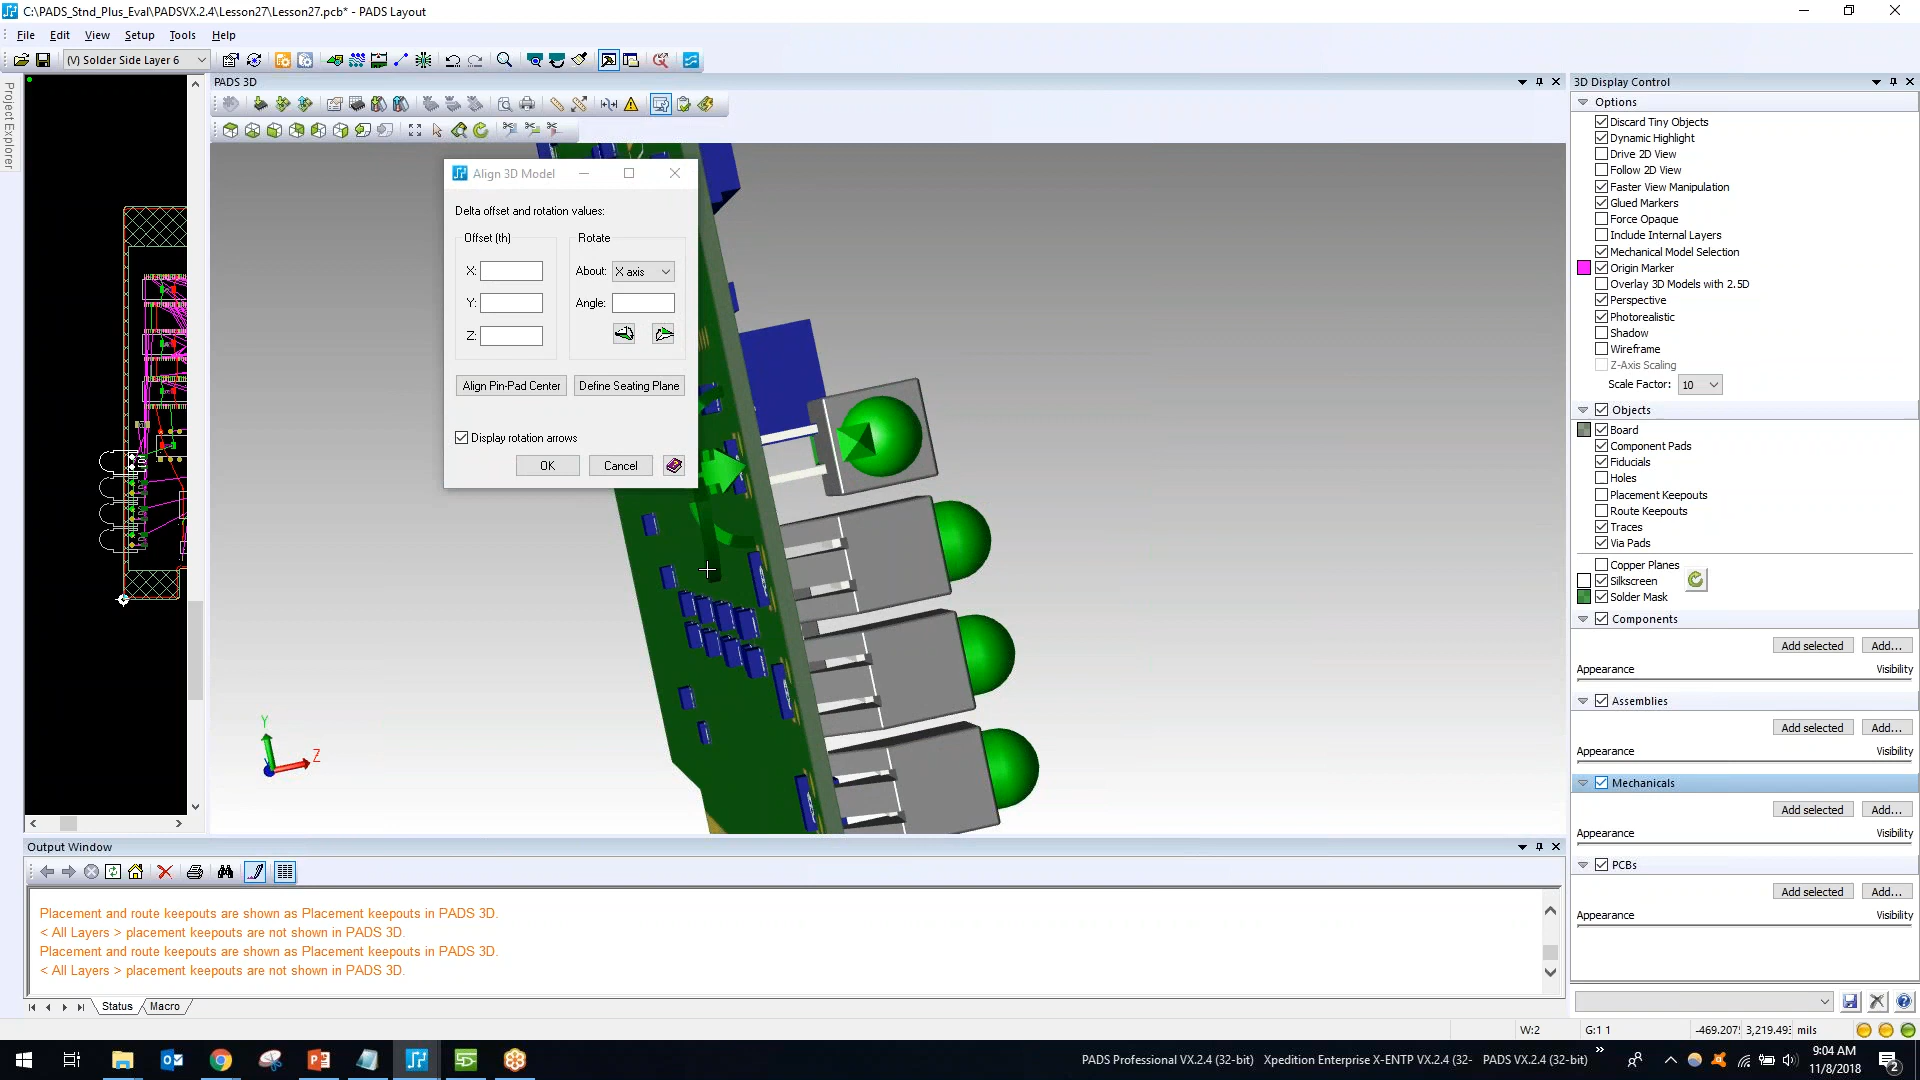 C:\PADS_Stnd_Plus_Eval\PADSVX.2.4\Lesson27\Lesson27.pcb* - PADS Layout
File Edit View Setup Tools Help
(V) Solder Side Layer 6
Project Explorer
PADS 3D
Align 3D Model
Delta offset and rotation values:
Offset (th)
Rotate
X:
About: X axis
Y:
Angle:
Z:
Align Pin-Pad Center
Define Seating Plane
Display rotation arrows
OK
Cancel
Y
Z
3D Display Control
Options
Discard Tiny Objects
Dynamic Highlight
Drive 2D View
Follow 2D View
Faster View Manipulation
Glued Markers
Force Opaque
Include Internal Layers
Mechanical Model Selection
Origin Marker
Overlay 3D Models with 2.5D
Perspective
Photorealistic
Shadow
Wireframe
Z-Axis Scaling
Scale Factor: 10
Objects
Board
Component Pads
Fiducials
Holes
Placement Keepouts
Route Keepouts
Traces
Via Pads
Copper Planes
Silkscreen
Solder Mask
Components
Add selected Add...
Appearance Visibility
Assemblies
Add selected Add...
Appearance Visibility
Mechanicals
Add selected Add...
Appearance Visibility
PCBs
Add selected Add...
Appearance Visibility
Output Window
Placement and route keepouts are shown as Placement keepouts in PADS 3D.
< All Layers > placement keepouts are not shown in PADS 3D.
Placement and route keepouts are shown as Placement keepouts in PADS 3D.
< All Layers > placement keepouts are not shown in PADS 3D.
Status Macro
W:2 G:1 1 mils
PADS Professional VX.2.4 (32-bit) Xpedition Enterprise X-ENTP VX.2.4 (32- PADS VX.2.4 (32-bit)
9:04 AM
11/8/2018
2